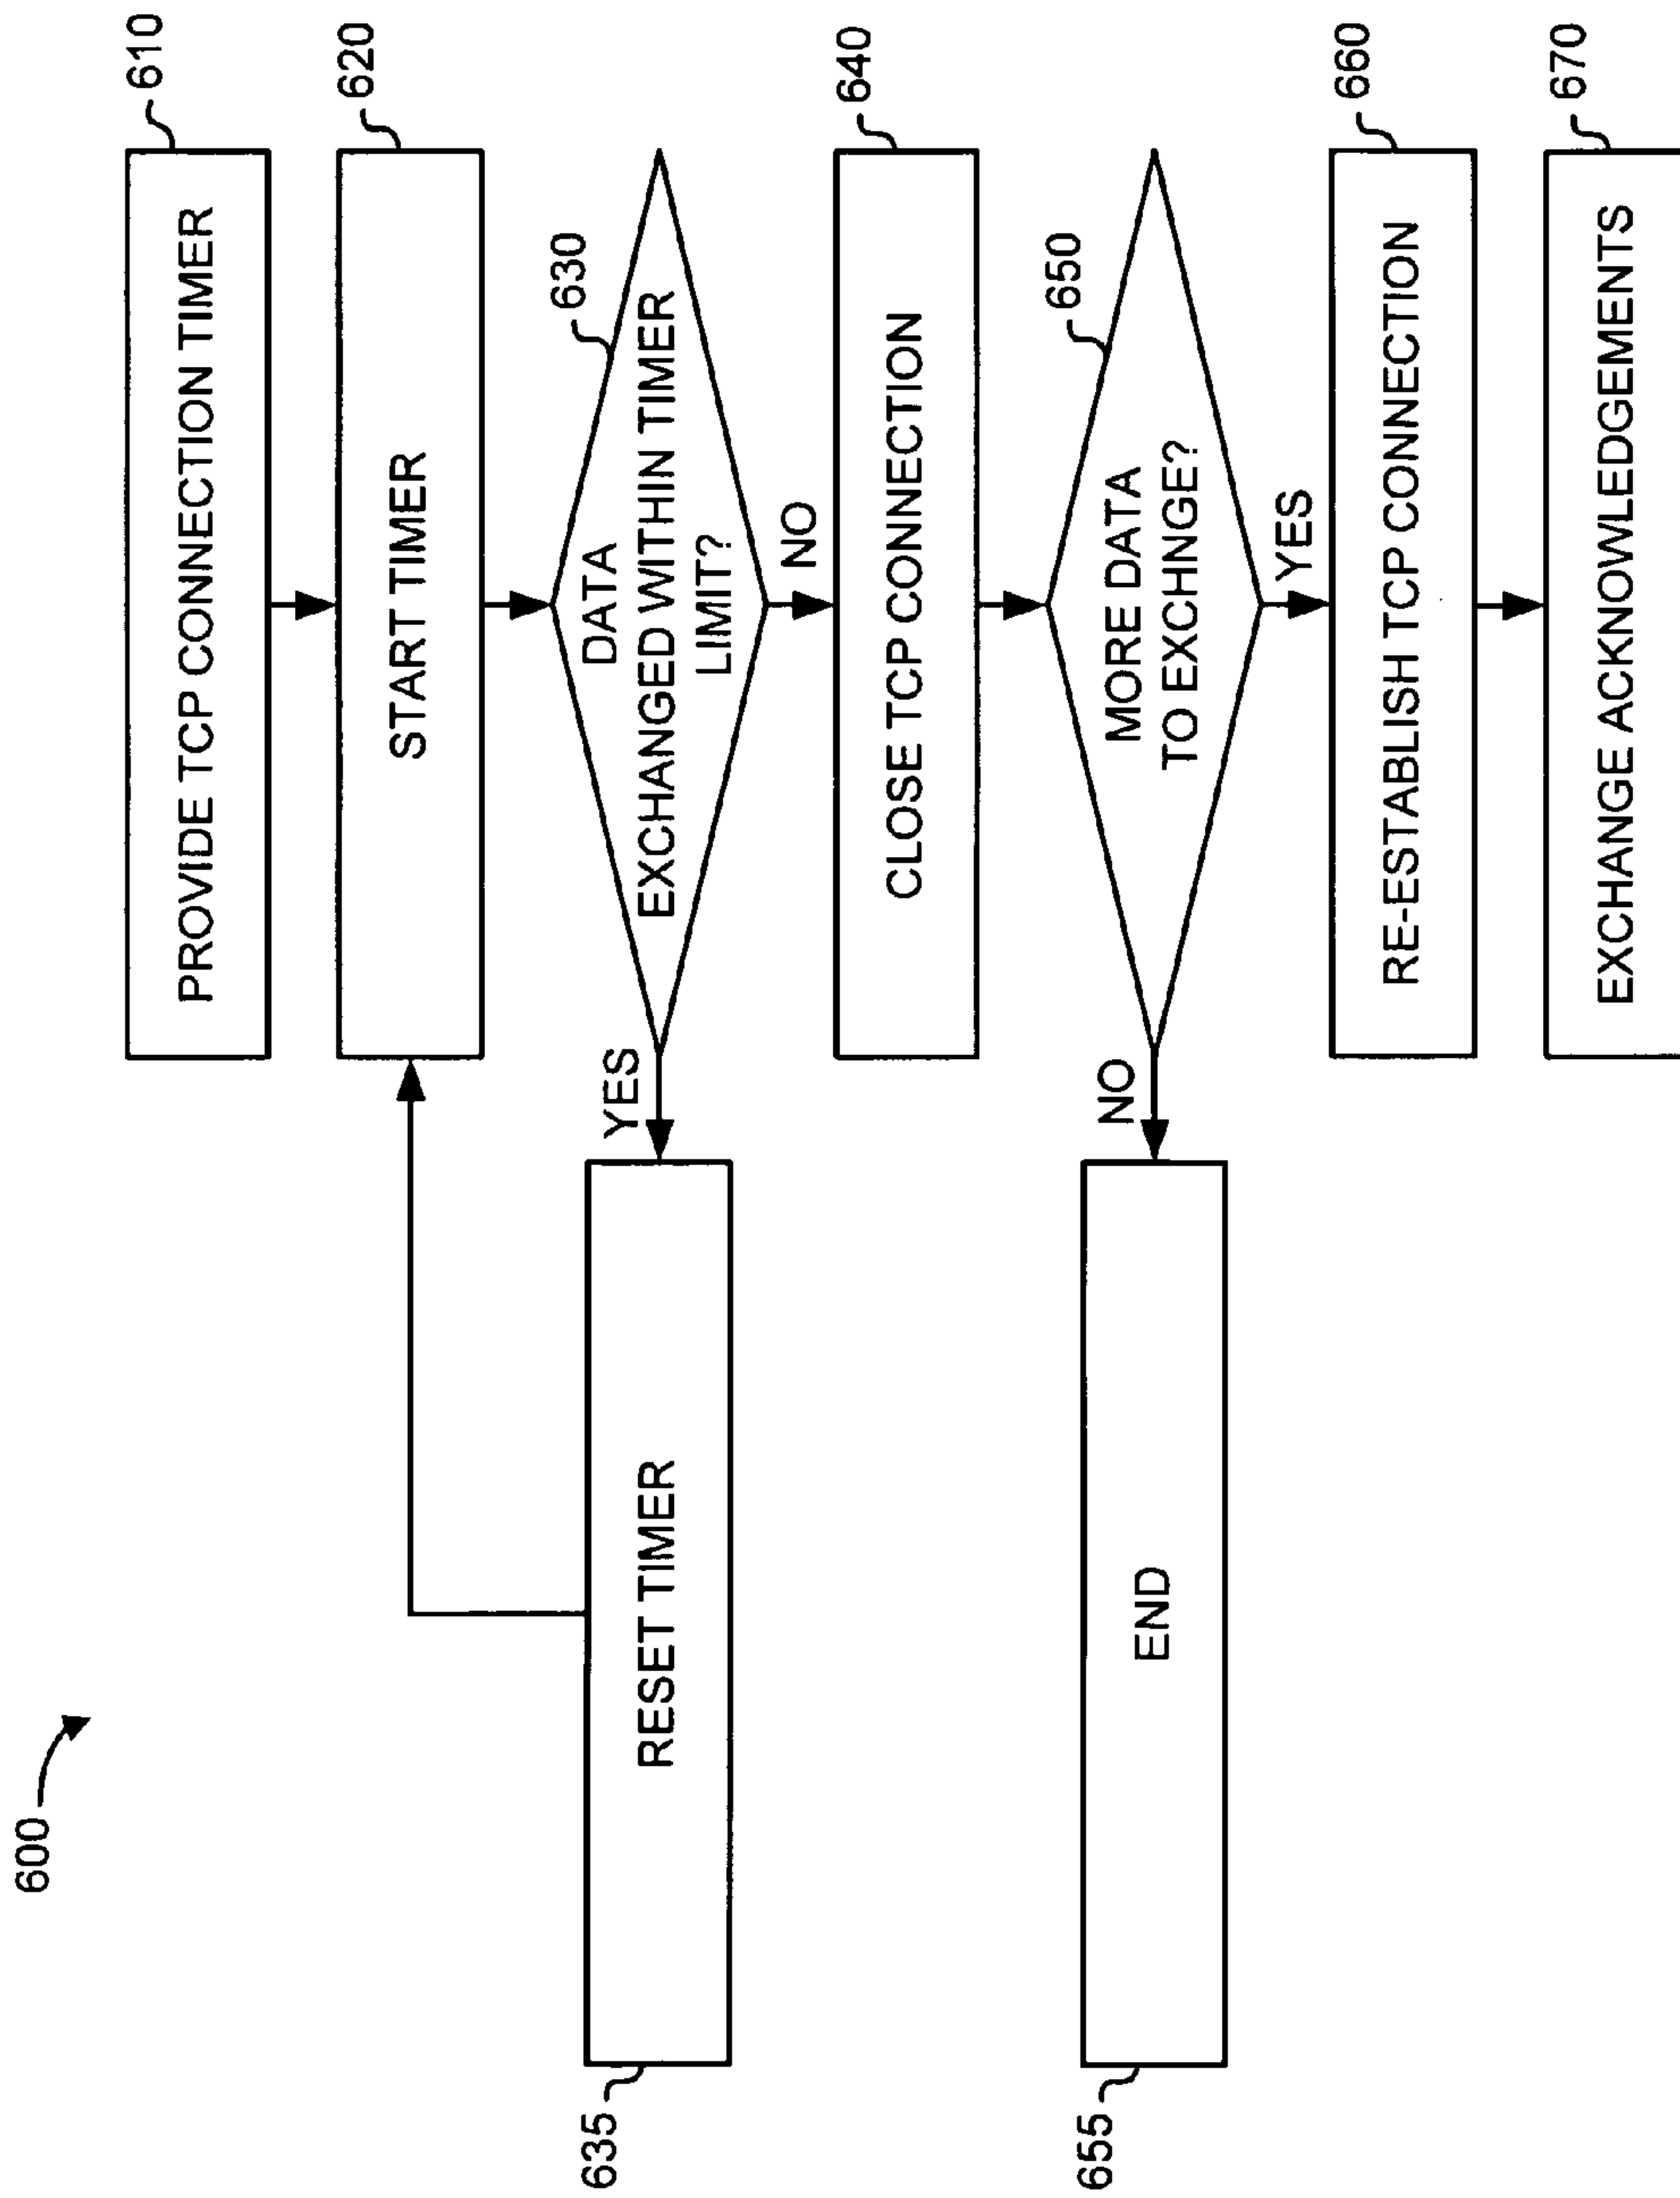 600
610
PROVIDE TCP CONNECTION TIMER
620
START TIMER
630
DATA
EXCHANGED WITHIN TIMER
LIMIT?
YES
635
RESET TIMER
NO
640
CLOSE TCP CONNECTION
650
MORE DATA
TO EXCHNGE?
NO
655
END
YES
660
RE-ESTABLISH TCP CONNECTION
670
EXCHANGE ACKNOWLEDGEMENTS